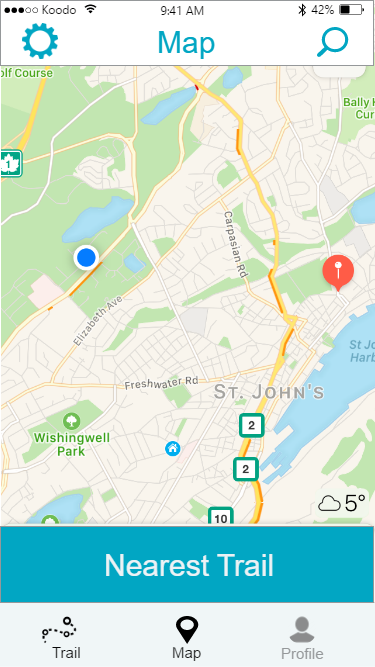 Koodo 9:41 AM 42%
Map
olf Course
Bally H
Cur
1
Carpasian Rd
Elizabeth Ave
St Jo
Harb
Freshwater Rd
ST. JOHN'S
2
Wishingwell
Park
2
5°
10
Nearest Trail
Trail Map Profile